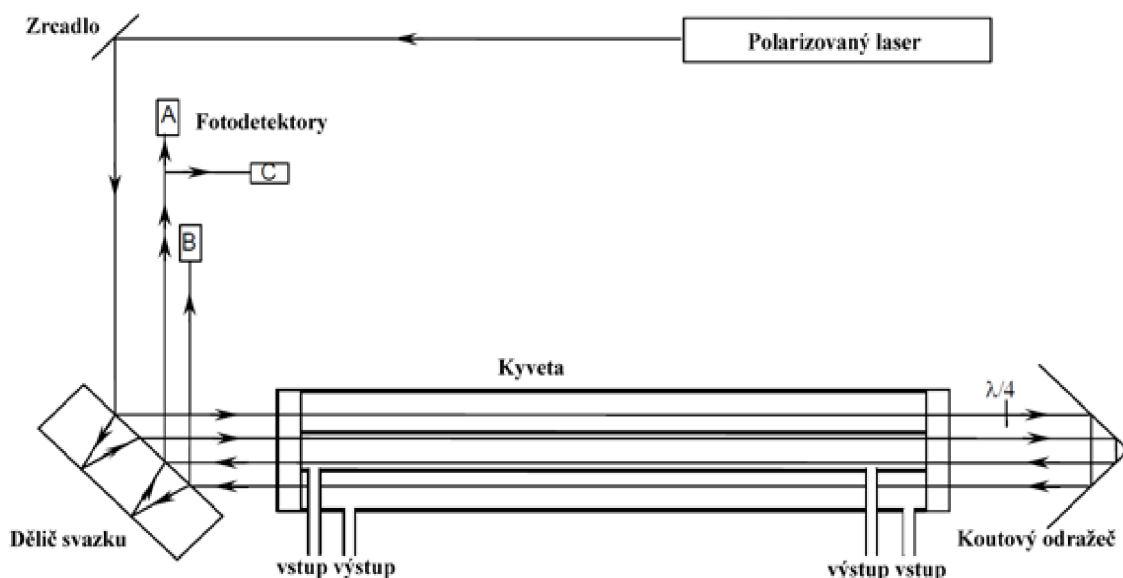 Zrcadlo
Polarizovaný laser
A
Fotodetektory
C
B
Kyveta
λ/4
Dělič svazku
Koutový odražeč
vstup výstup
výstup vstup